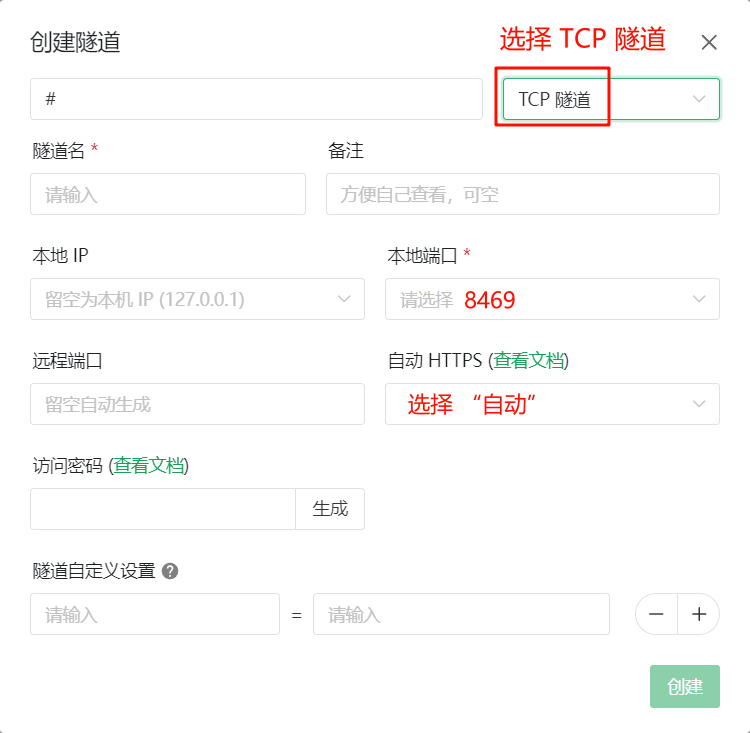 创建隧道 选择 TCP 隧道
# TCP 隧道
隧道名 * 备注
请输入 方便自己查看，可空
本地 IP 本地端口 *
留空为本机 IP (127.0.0.1) 请选择 8469
远程端口 自动 HTTPS (查看文档)
留空自动生成 选择 “自动”
访问密码 (查看文档)
生成
隧道自定义设置 ?
请输入 = 请输入 − +
创建